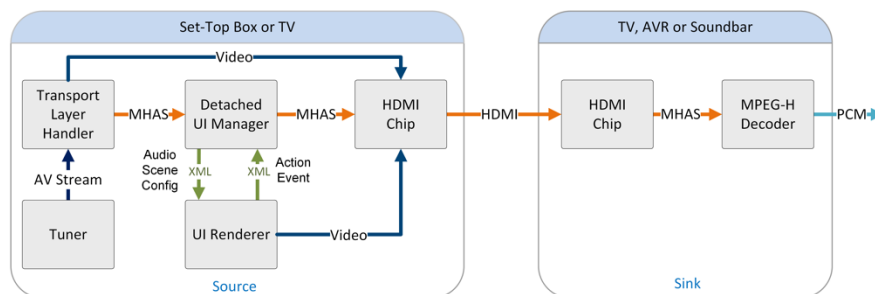 Set-Top Box or TV
TV, AVR or Soundbar
Video
Transport
Layer
Handler
MHAS
Detached
UI Manager
MHAS
HDMI
Chip
HDMI
HDMI
Chip
MHAS
MPEG-H
Decoder
PCM
AV Stream
Audio
Scene
Config
XML
XML
Action
Event
Tuner
UI Renderer
Video
Source
Sink